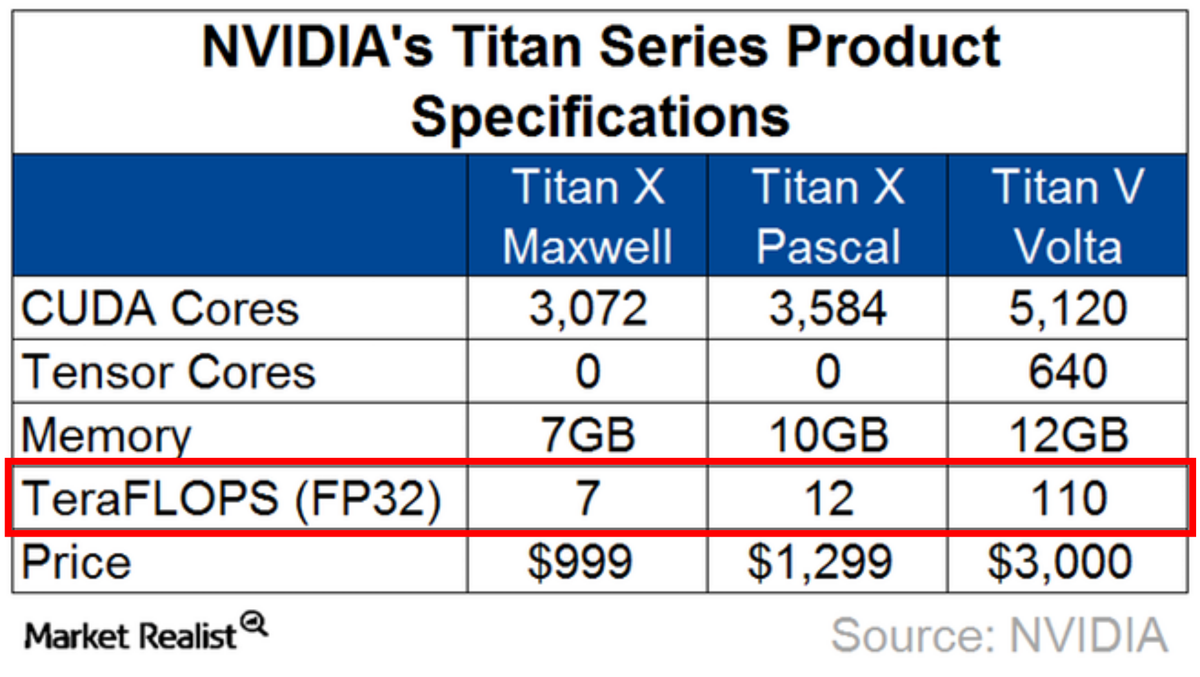 NVIDIA's Titan Series Product
Specifications
Titan X Maxwell Titan X Pascal Titan V Volta
CUDA Cores 3,072 3,584 5,120
Tensor Cores 0 0 640
Memory 7GB 10GB 12GB
TeraFLOPS (FP32) 7 12 110
Price $999 $1,299 $3,000
Market Realist Source: NVIDIA